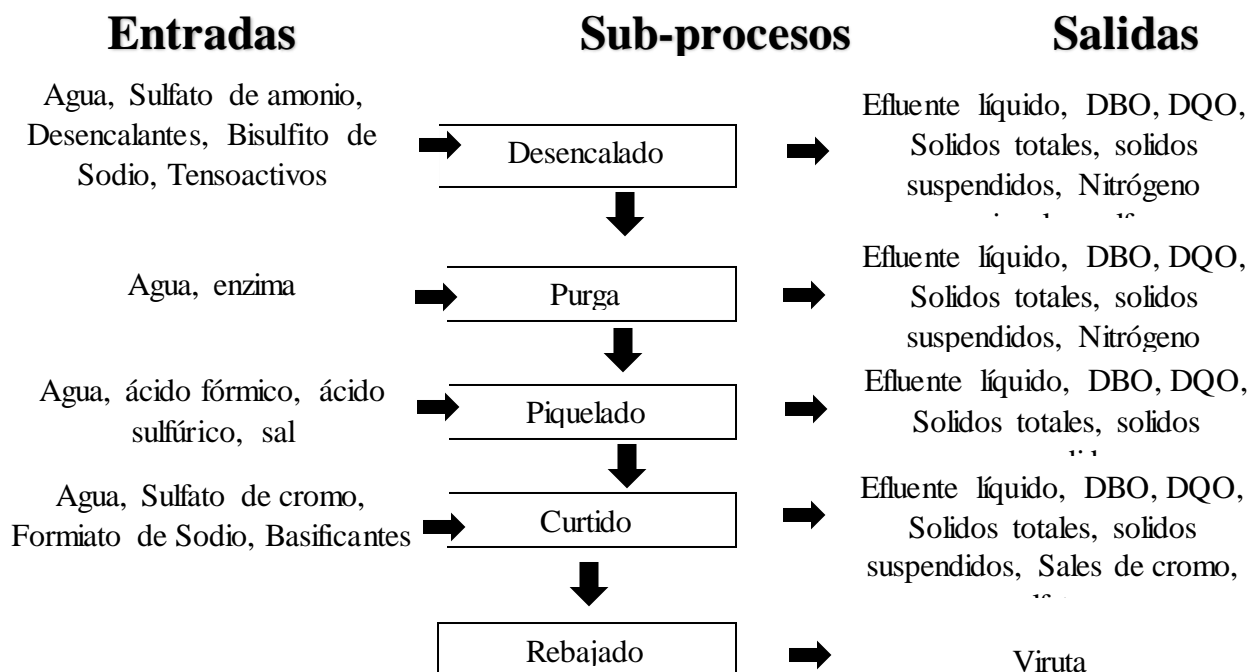 Entradas Sub-procesos Salidas
Agua, Sulfato de amonio,
Desencalantes, Bisulfito de
Sodio, Tensoactivos
Desencalado
Efluente líquido, DBO, DQO,
Solidos totales, solidos
suspendidos, Nitrógeno
Agua, enzima
Purga
Efluente líquido, DBO, DQO,
Solidos totales, solidos
suspendidos, Nitrógeno
Agua, ácido fórmico, ácido
sulfúrico, sal
Piquelado
Efluente líquido, DBO, DQO,
Solidos totales, solidos
Agua, Sulfato de cromo,
Formiato de Sodio, Basificantes
Curtido
Efluente líquido, DBO, DQO,
Solidos totales, solidos
suspendidos, Sales de cromo,
Rebajado
Viruta